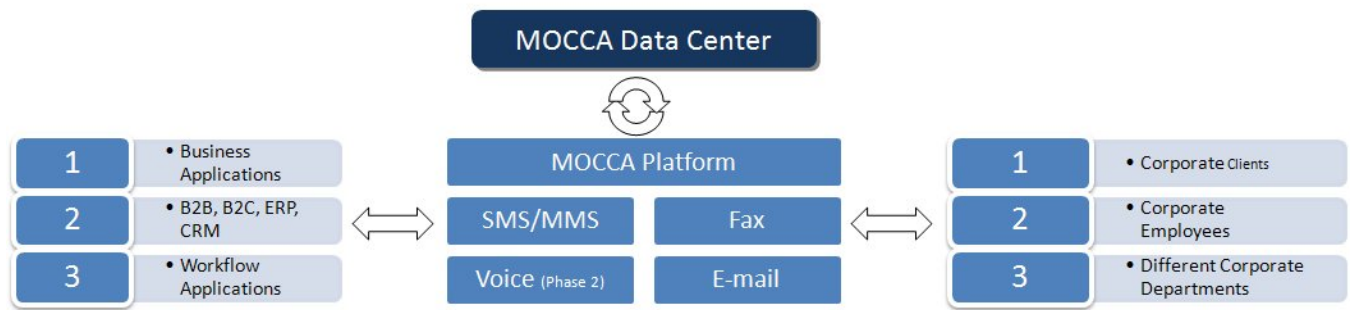 MOCCA Data Center
1
• Business
Applications
2
• B2B, B2C, ERP,
CRM
3
• Workflow
Applications
MOCCA Platform
SMS/MMS
Fax
Voice (Phase 2)
E-mail
1
• Corporate Clients
2
• Corporate
Employees
3
• Different Corporate
Departments